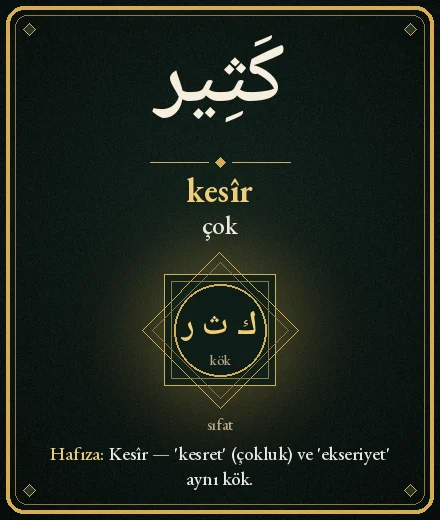 كَثِير
kesîr
çok
ك ث ر
kök
sıfat
Hafıza: Kesîr — 'kesret' (çokluk) ve 'ekseriyet'
aynı kök.